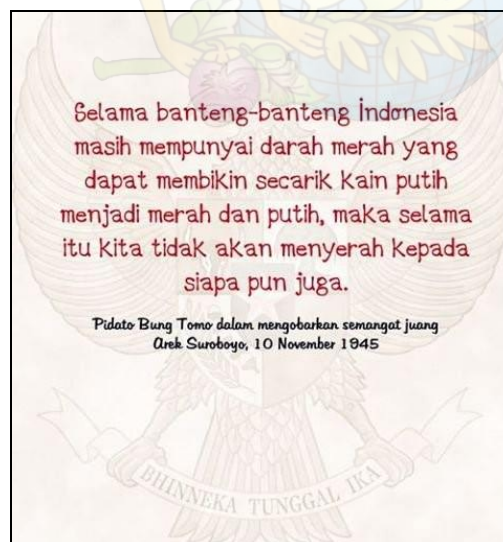 Selama banteng-banteng Indonesia
masih mempunyai darah merah yang
dapat membikin secarik kain putih
menjadi merah dan putih, maka selama
itu kita tidak akan menyerah kepada
siapa pun juga.
Pidato Bung Tomo dalam mengobarkan semangat juang
Arek Suroboyo, 10 November 1945
BHINNEKA TUNGGAL IKA